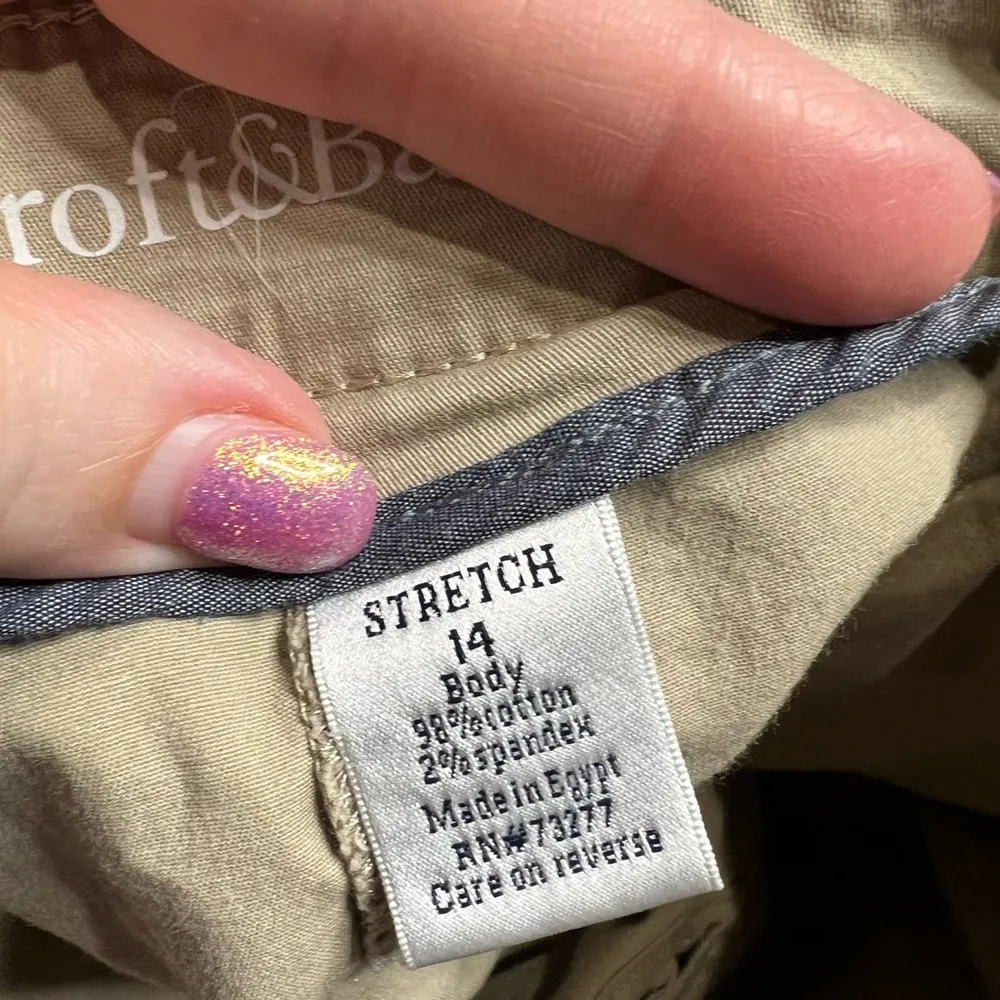 roft&Ba
STRETCH
14
Body
98%cotton
2%spandex
Made in Egypt
RN#73277
Care on reverse